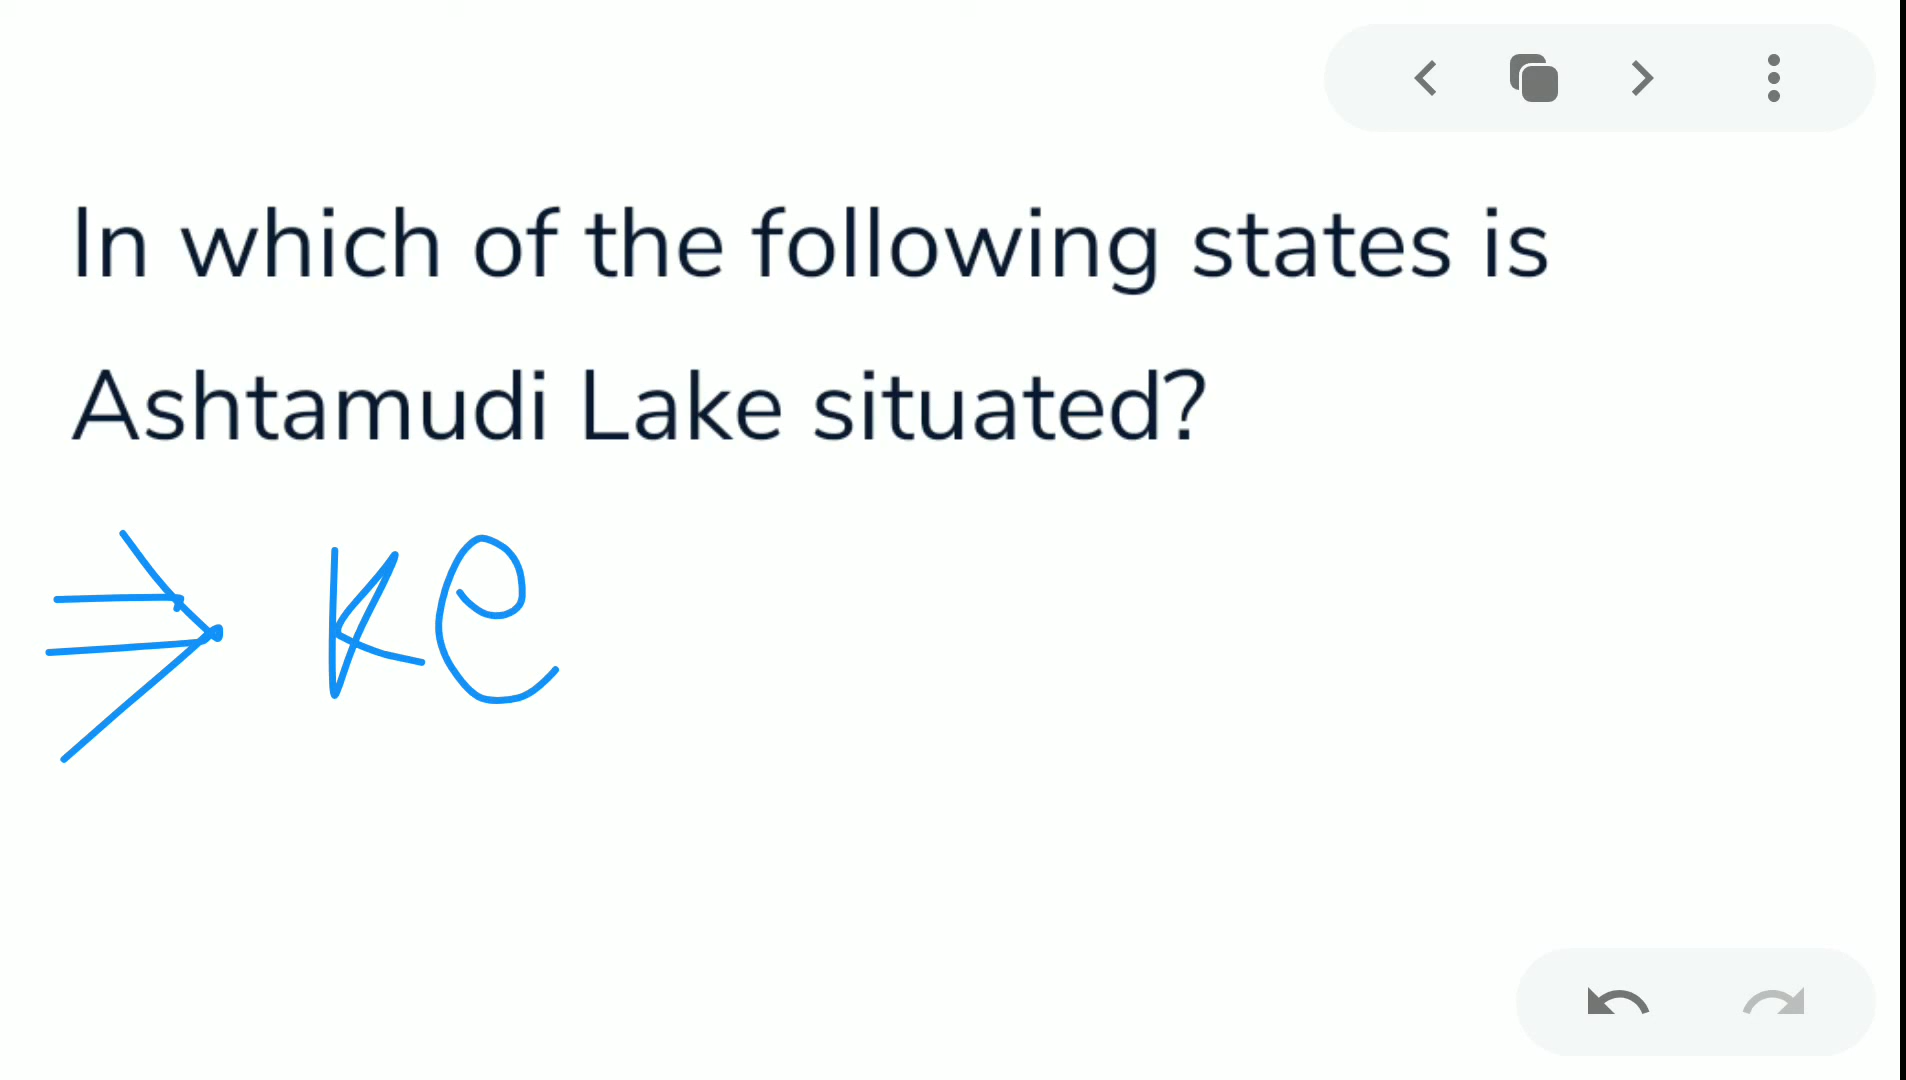 In which of the following states is
Ashtamudi Lake situated?
⇒ Ke